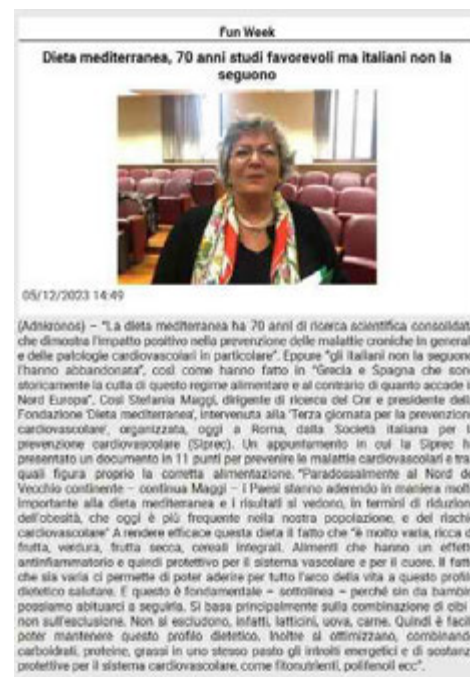 Fun Week
Dieta mediterranea, 70 anni studi favorevoli ma italiani non la
seguono
05/12/2023 14:49
(Adnkronos) – "La dieta mediterranea ha 70 anni di ricerca scientifica consolidata
che dimostra l'impatto positivo nella prevenzione delle malattie croniche in generale
e delle patologie cardiovascolari in particolare". Eppure "gli italiani non la seguono
l'hanno abbandonata", così come hanno fatto in "Grecia e Spagna che sono
storicamente la culla di questo regime alimentare e al contrario di quanto accade
Nord Europa". Così Stefania Maggi, dirigente di ricerca del Cnr e presidente della
Fondazione 'Dieta mediterranea', intervenuta alla 'Terza giornata per la prevenzione
cardiovascolare', organizzata, oggi a Roma, dalla Società italiana per
prevenzione cardiovascolare (Siprec). Un appuntamento in cui la Siprec
presentato un documento in 11 punti per prevenire le malattie cardiovascolari e tra
quali figura proprio la corretta alimentazione. "Paradossalmente al Nord de
Vecchio continente – continua Maggi – i Paesi stanno aderendo in maniera molt
importante alla dieta mediterranea e i risultati si vedono, in termini di riduzion
dell'obesità, che oggi è più frequente nella nostra popolazione, e del rischi
cardiovascolare" A rendere efficace questa dieta il fatto che "è molto varia, ricca d
frutta, verdura, frutta secca, cereali integrali. Alimenti che hanno un effett
antinfiammatorio e quindi protettivo per il sistema vascolare e per il cuore. Il fatt
che sia varia ci permette di poter aderire per tutto l'arco della vita a questo profil
dietetico salutare. E questo è fondamentale – sottolinea – perché sin da bambin
possiamo abituarci a seguirla. Si basa principalmente sulla combinazione di cibi
non sull'esclusione. Non si escludono, infatti, latticini, uova, carne. Quindi è facil
poter mantenere questo profilo dietetico. Inoltre si ottimizzano, combinand
carboidrati, proteine, grassi in uno stesso pasto gli introiti energetici e di sostanz
protettive per il sistema cardiovascolare, come fitonutrienti, polifenoli ecc".